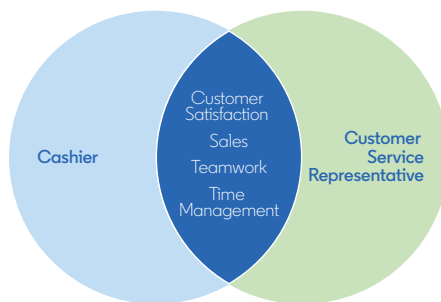 Cashier
Customer
Satisfaction
Sales
Teamwork
Time
Management
Customer
Service
Representative